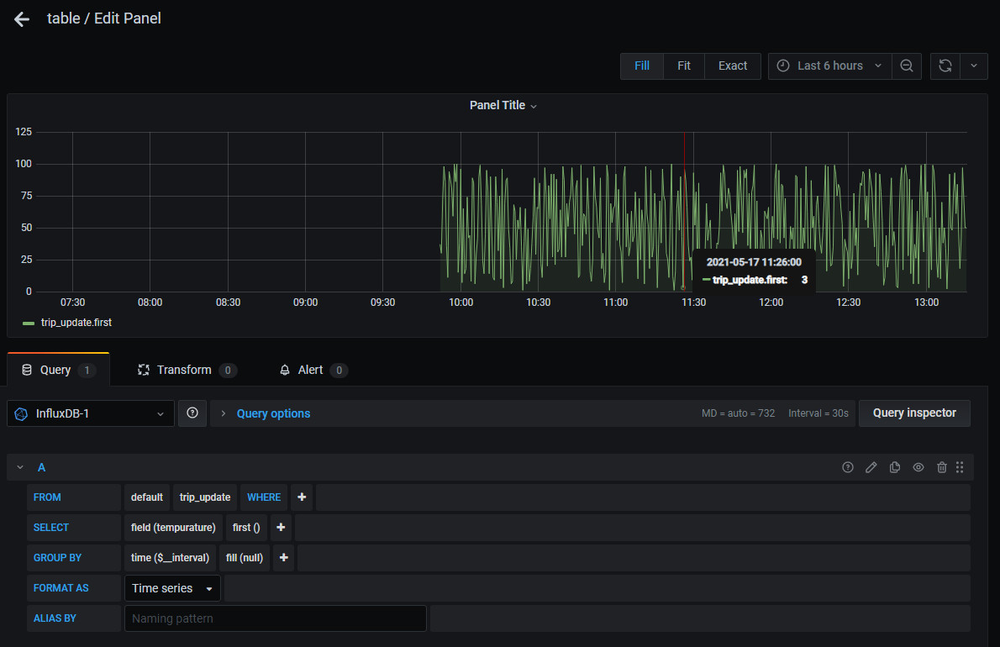 table / Edit Panel
Fill Fit Exact Last 6 hours
Panel Title
125
100
75
50
25
0
07:30 08:00 08:30 09:00 09:30 10:00 10:30 11:00 11:30 12:00 12:30 13:00
2021-05-17 11:26:00
trip_update.first: 3
trip_update.first
Query 1 Transform 0 Alert 0
InfluxDB-1 Query options MD = auto = 732 Interval = 30s Query inspector
A
FROM default trip_update WHERE +
SELECT field (tempurature) first () +
GROUP BY time ($__interval) fill (null) +
FORMAT AS Time series
ALIAS BY Naming pattern